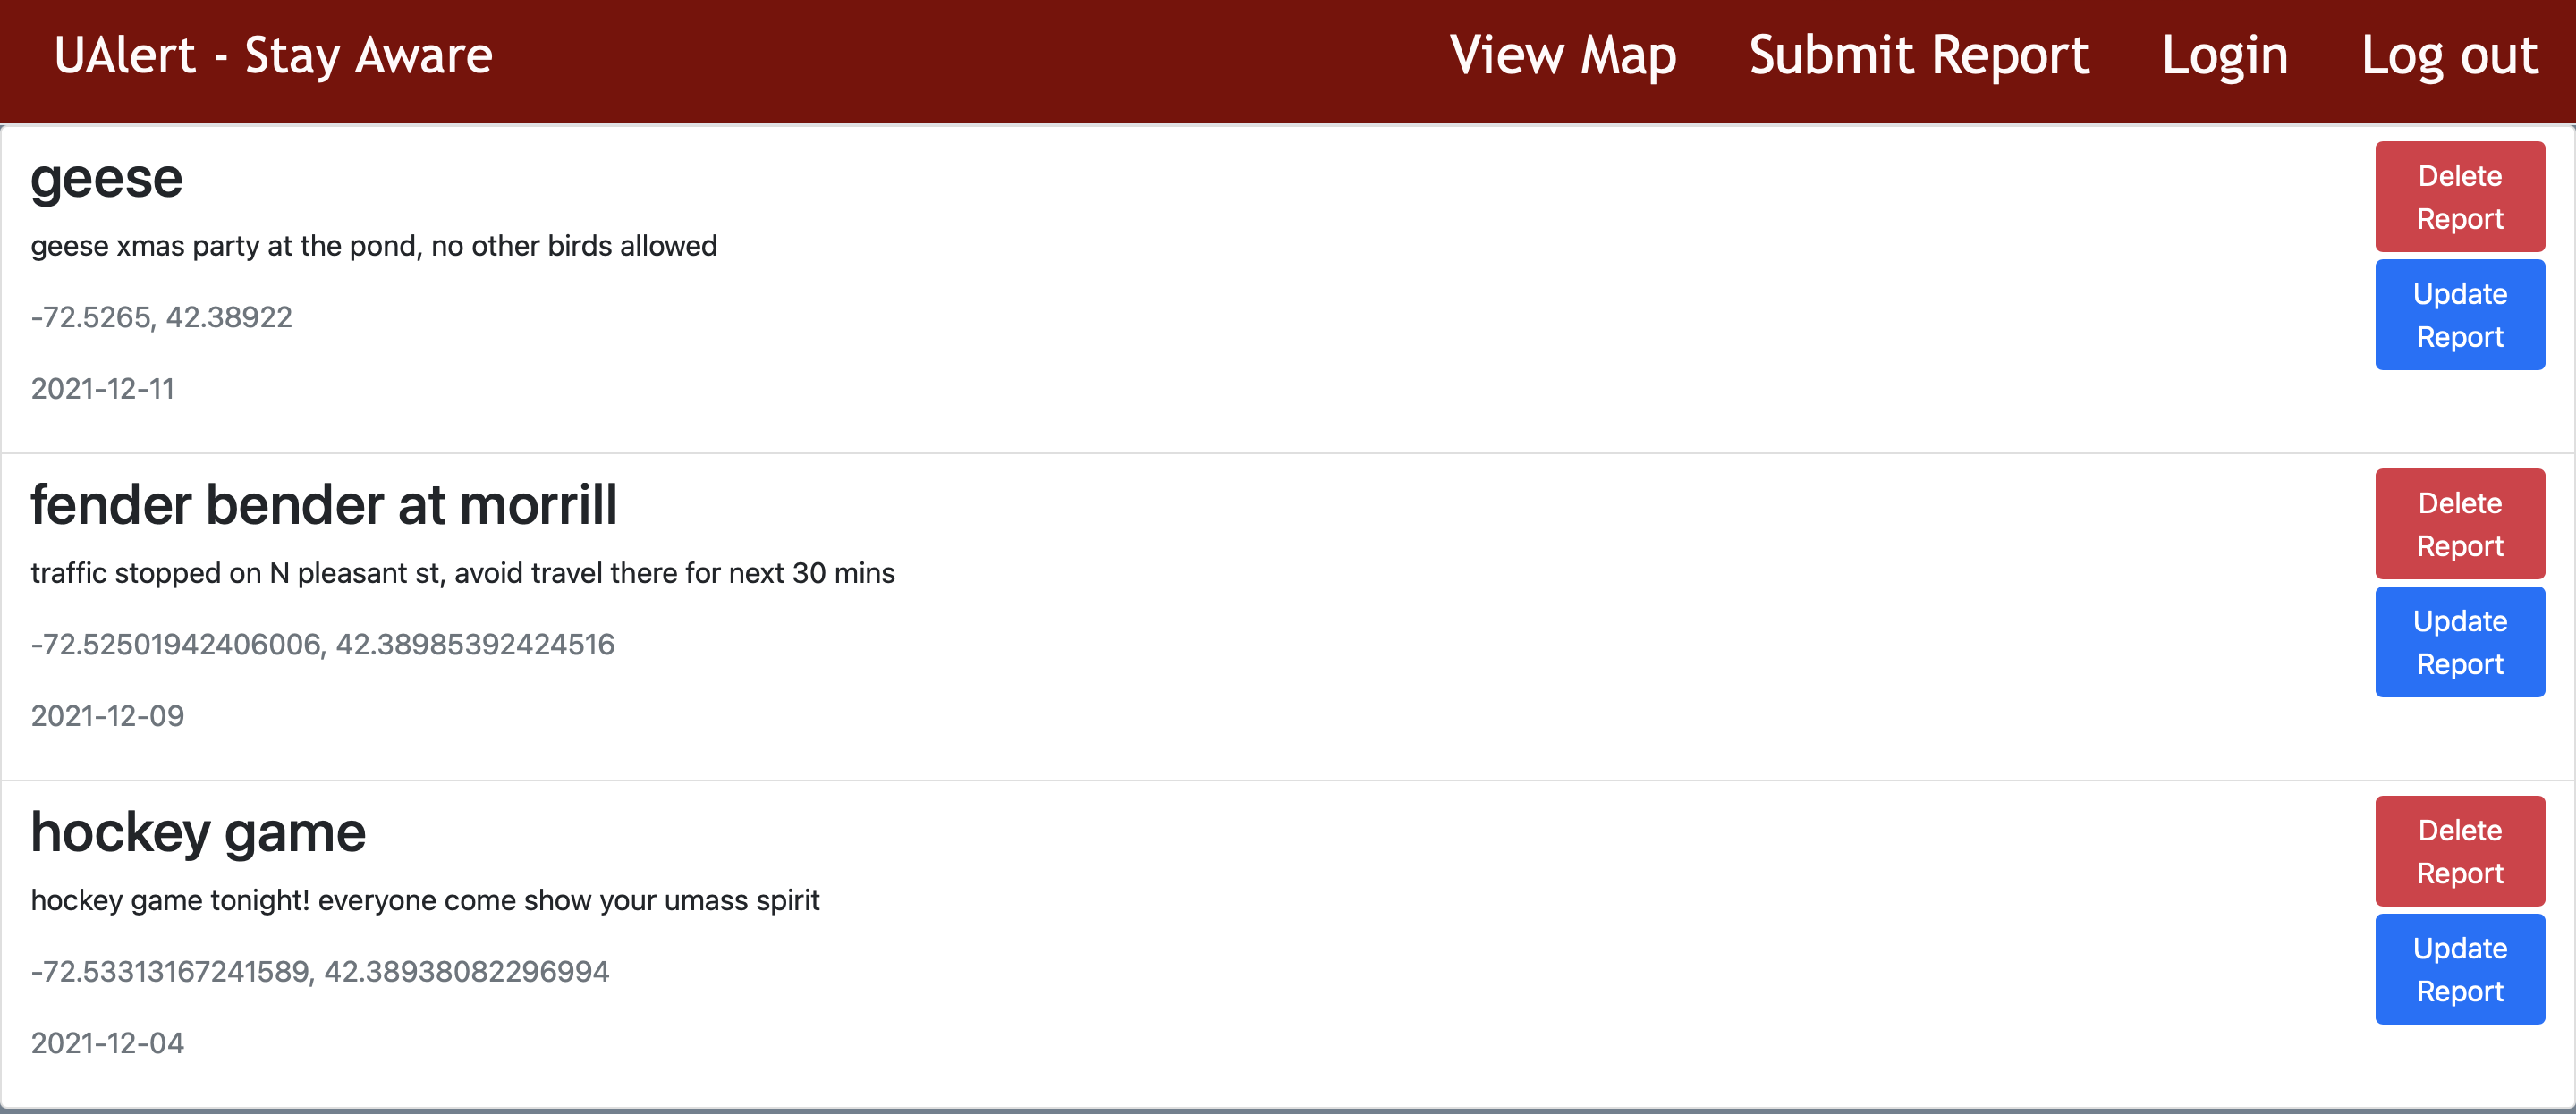 UAlert - Stay Aware
View Map
Submit Report
Login
Log out
geese
geese xmas party at the pond, no other birds allowed
-72.5265, 42.38922
2021-12-11
Delete
Report
Update
Report
fender bender at morrill
traffic stopped on N pleasant st, avoid travel there for next 30 mins
-72.52501942406006, 42.38985392424516
2021-12-09
Delete
Report
Update
Report
hockey game
hockey game tonight! everyone come show your umass spirit
-72.53313167241589, 42.38938082296994
2021-12-04
Delete
Report
Update
Report